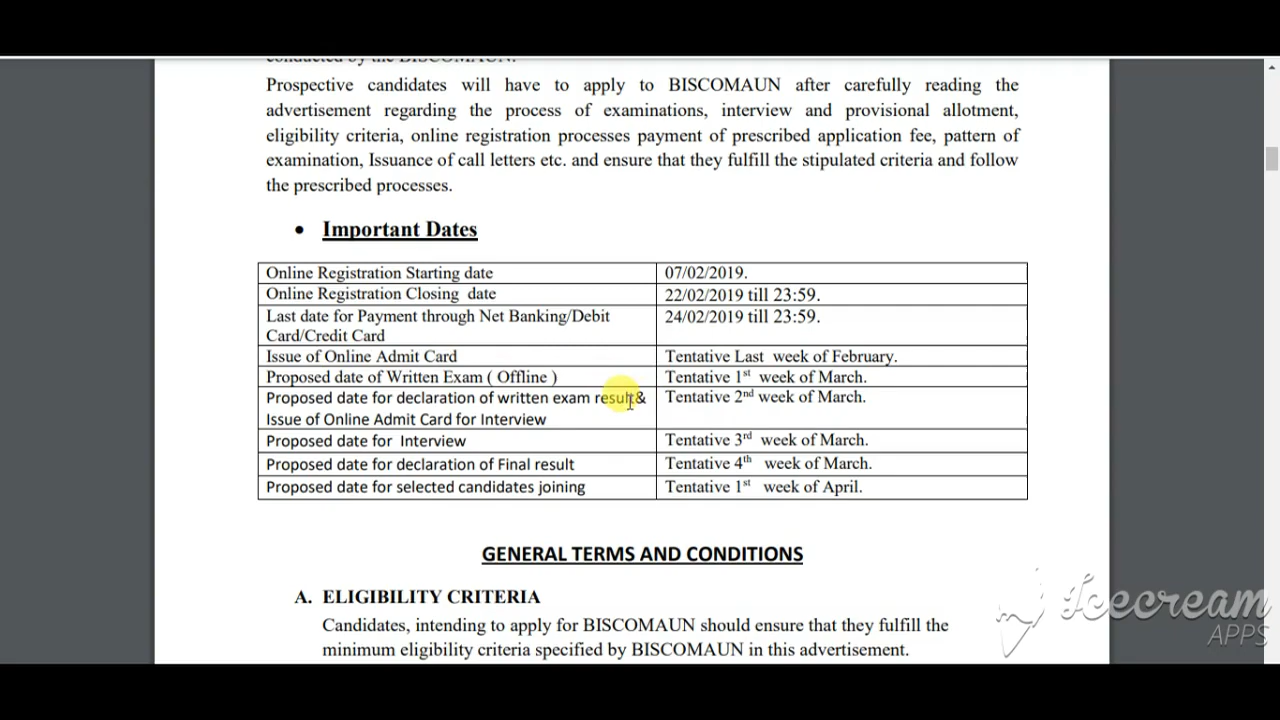 conducted by the BISCOMAUN.
Prospective candidates will have to apply to BISCOMAUN after carefully reading the
advertisement regarding the process of examinations, interview and provisional allotment,
eligibility criteria, online registration processes payment of prescribed application fee, pattern of
examination, Issuance of call letters etc. and ensure that they fulfill the stipulated criteria and follow
the prescribed processes.
• Important Dates
Online Registration Starting date 07/02/2019.
Online Registration Closing date 22/02/2019 till 23:59.
Last date for Payment through Net Banking/Debit 24/02/2019 till 23:59.
Card/Credit Card
Issue of Online Admit Card Tentative Last week of February.
Proposed date of Written Exam ( Offline ) Tentative 1st week of March.
Proposed date for declaration of written exam result& Tentative 2nd week of March.
Issue of Online Admit Card for Interview
Proposed date for Interview Tentative 3rd week of March.
Proposed date for declaration of Final result Tentative 4th week of March.
Proposed date for selected candidates joining Tentative 1st week of April.
GENERAL TERMS AND CONDITIONS
A. ELIGIBILITY CRITERIA
Candidates, intending to apply for BISCOMAUN should ensure that they fulfill the
minimum eligibility criteria specified by BISCOMAUN in this advertisement.
Icecream
APPS